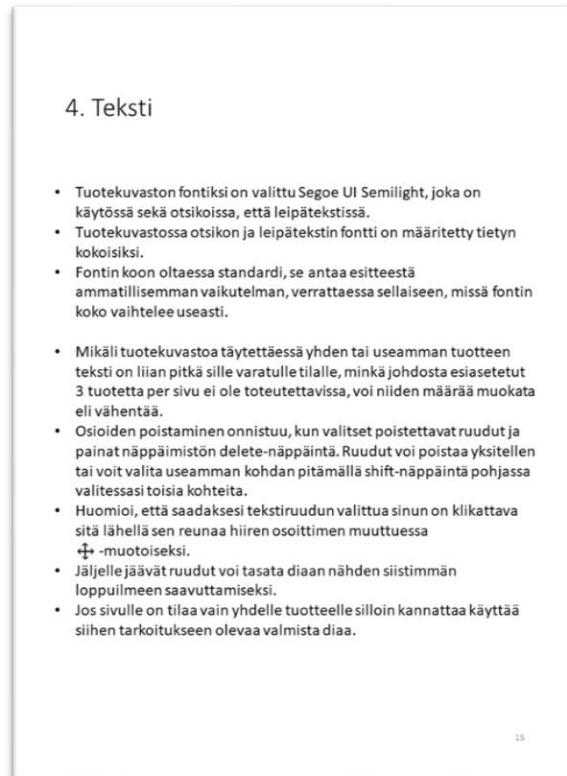 4. Teksti
• Tuotekuvaston fontiksi on valittu Segoe UI Semilight, joka on
käytössä sekä otsikoissa, että leipätekstissä.
• Tuotekuvastossa otsikon ja leipätekstin fontti on määritetty tietyn
kokoisiksi.
• Fontin koon oltaessa standardi, se antaa esitteestä
ammatillisemman vaikutelman, verrattaessa sellaiseen, missä fontin
koko vaihtelee useasti.
• Mikäli tuotekuvastoa täytettäessä yhden tai useamman tuotteen
teksti on liian pitkä sille varatulle tilalle, minkä johdosta esiasetetut
3 tuotetta per sivu ei ole toteutettavissa, voi niiden määrää muokata
eli vähentää.
• Osioiden poistaminen onnistuu, kun valitset poistettavat ruudut ja
painat näppäimistön delete-näppäintä. Ruudut voi poistaa yksitellen
tai voit valita useamman kohdan pitämällä shift-näppäintä pohjassa
valitessasi toisia kohteita.
• Huomioi, että saadaksesi tekstiruudun valittua sinun on klikattava
sitä lähellä sen reunaa hiiren osoittimen muuttuessa
-muotoiseksi.
• Jäljelle jäävät ruudut voi tasata diaan nähden siistimmän
loppuilmeen saavuttamiseksi.
• Jos sivulle on tilaa vain yhdelle tuotteelle silloin kannattaa käyttää
siihen tarkoitukseen olevaa valmista diaa.
15